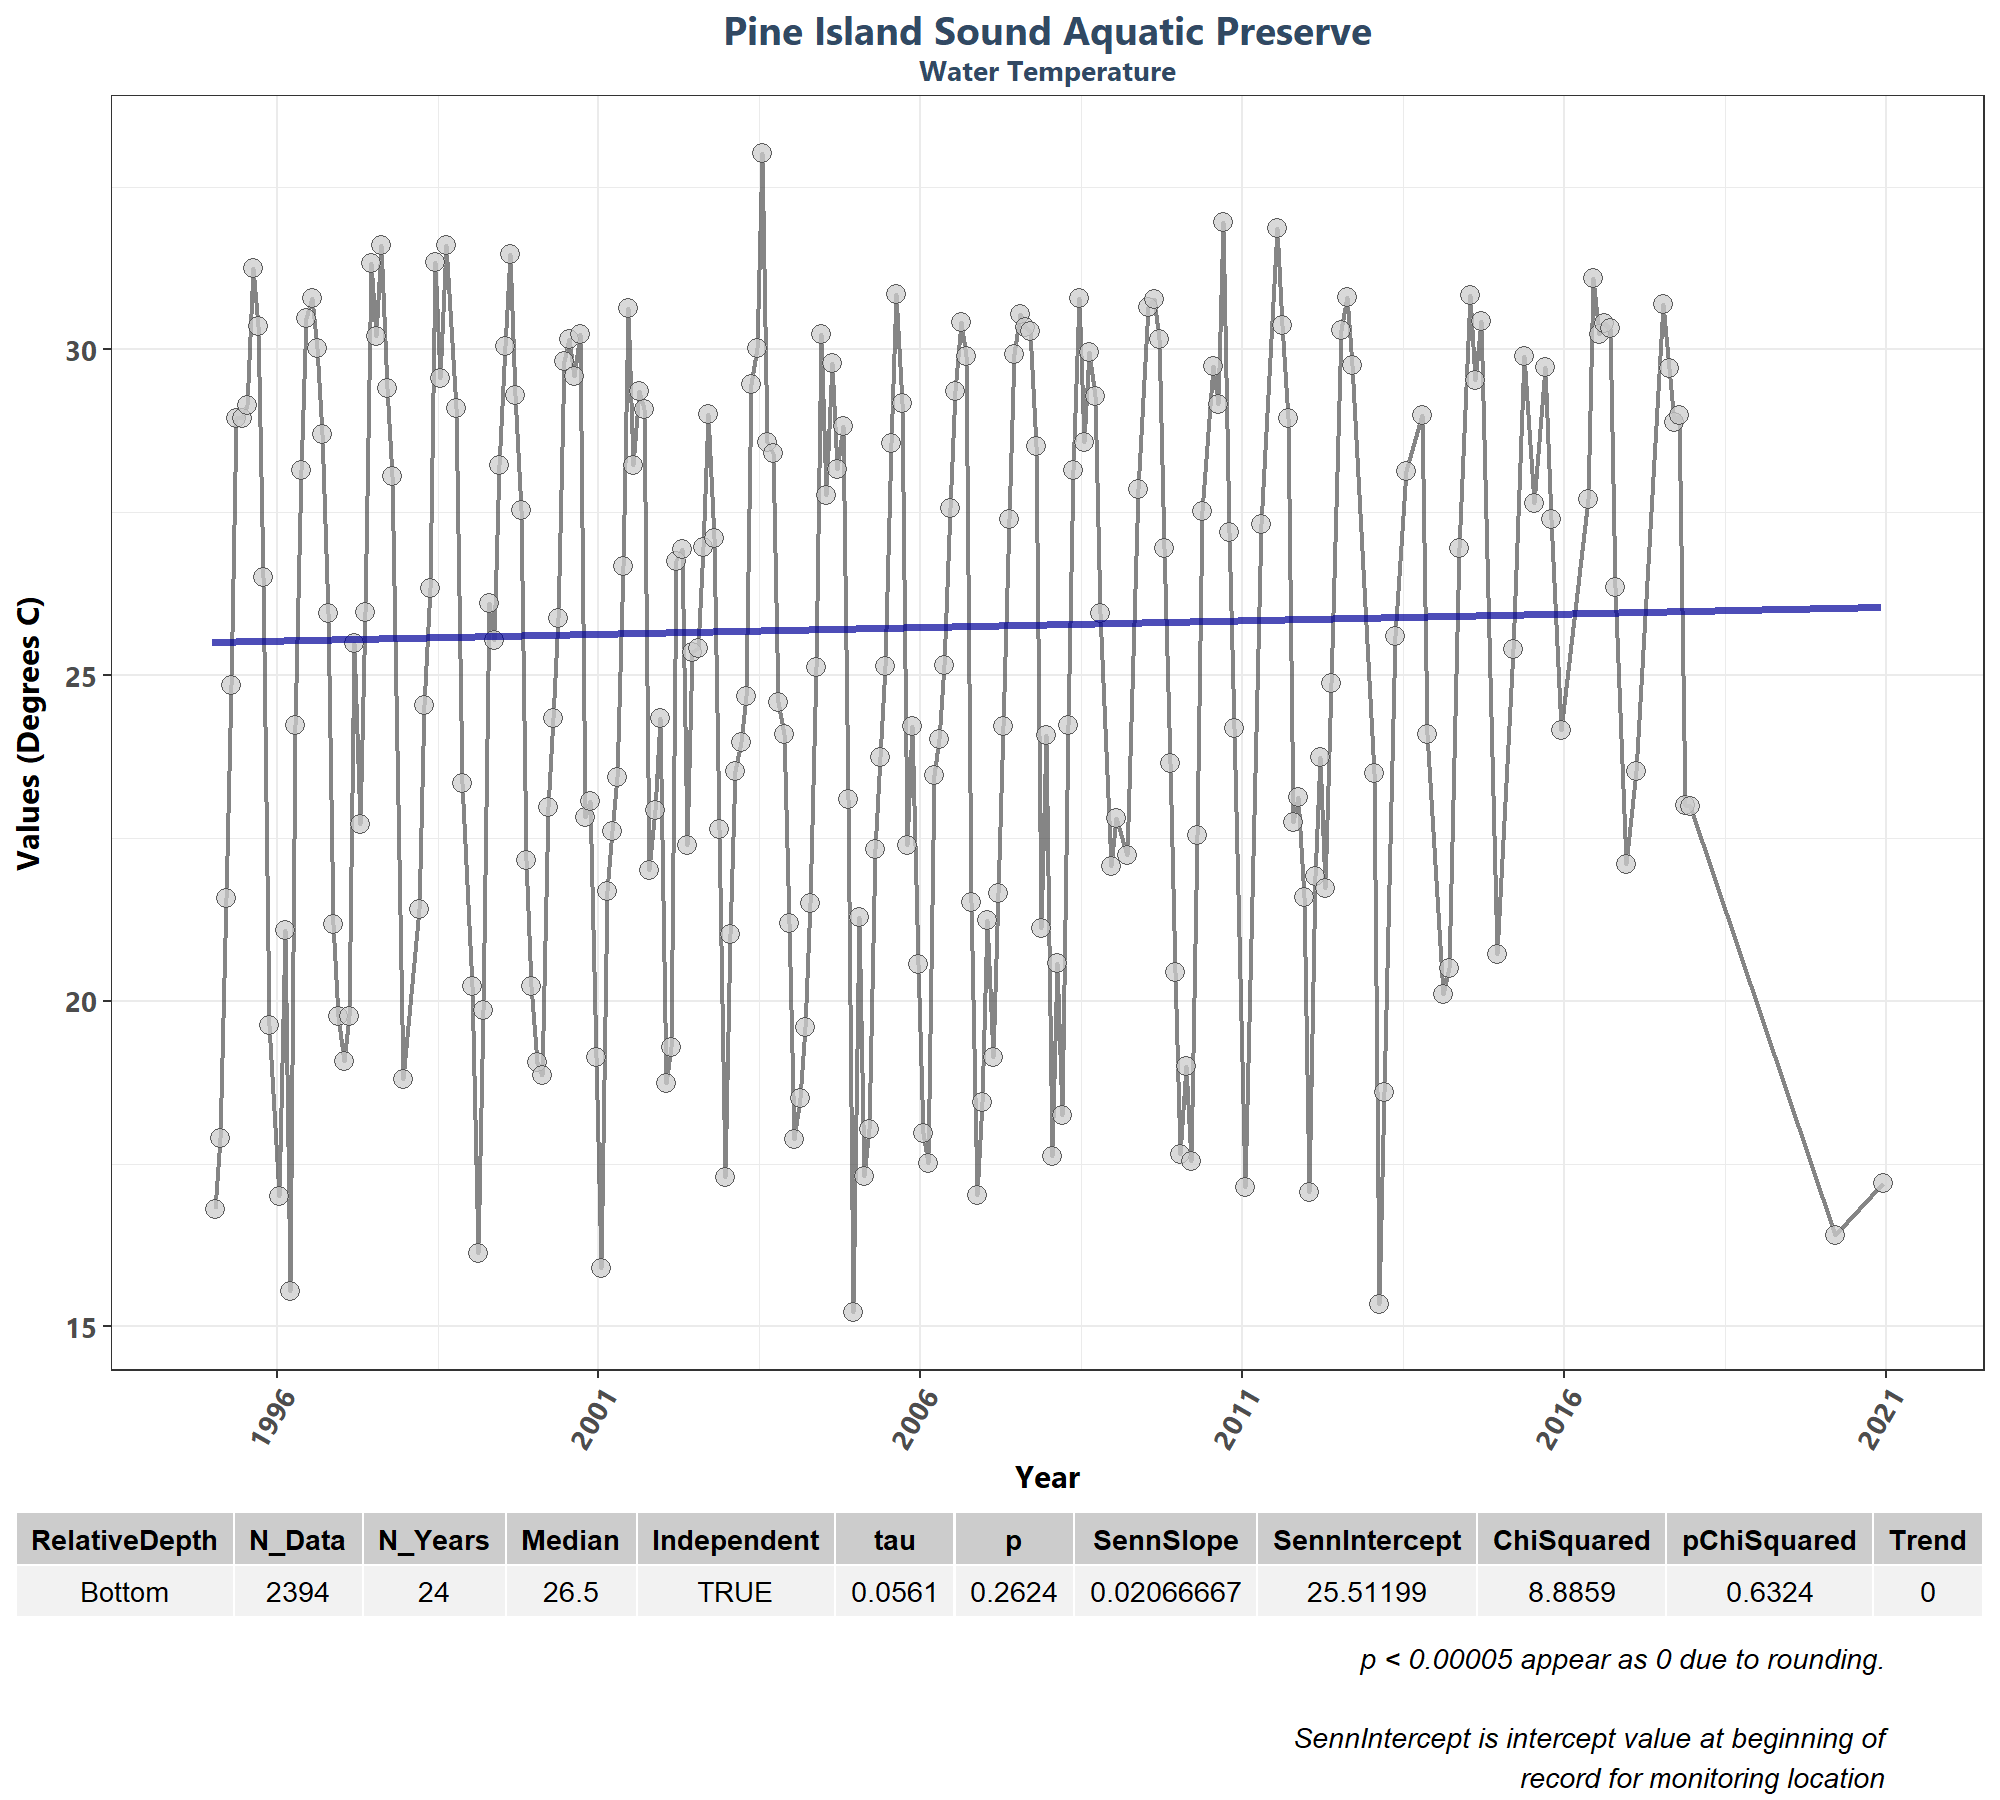 Pine Island Sound Aquatic Preserve
Water Temperature
Values (Degrees C)
30
25
20
15
1996
2001
2006
2011
2016
2021
Year
RelativeDepth N_Data N_Years Median Independent tau p SennSlope SennIntercept ChiSquared pChiSquared Trend
Bottom 2394 24 26.5 TRUE 0.0561 0.2624 0.02066667 25.51199 8.8859 0.6324 0
p < 0.00005 appear as 0 due to rounding.
SennIntercept is intercept value at beginning of
record for monitoring location